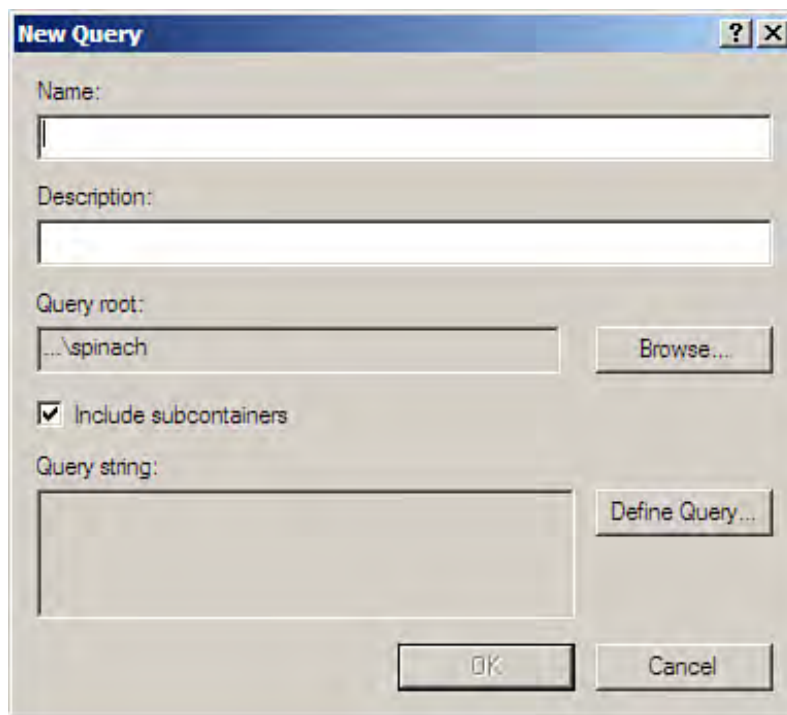 New Query
Name:
Description:
Query root:
...\spinach
Browse...
Include subcontainers
Query string:
Define Query...
OK
Cancel